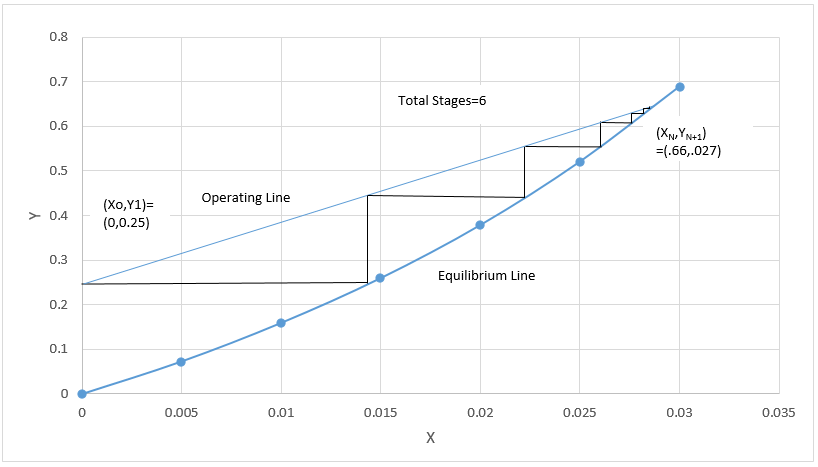 0.8
0.7
Total Stages=6
0.6
(XN,YN+1)
=(.66,.027)
0.5
(Xo,Y1)=
(0,0.25)
Operating Line
Y
0.4
0.3
Equilibrium Line
0.2
0.1
0
0 0.005 0.01 0.015 0.02 0.025 0.03 0.035
X